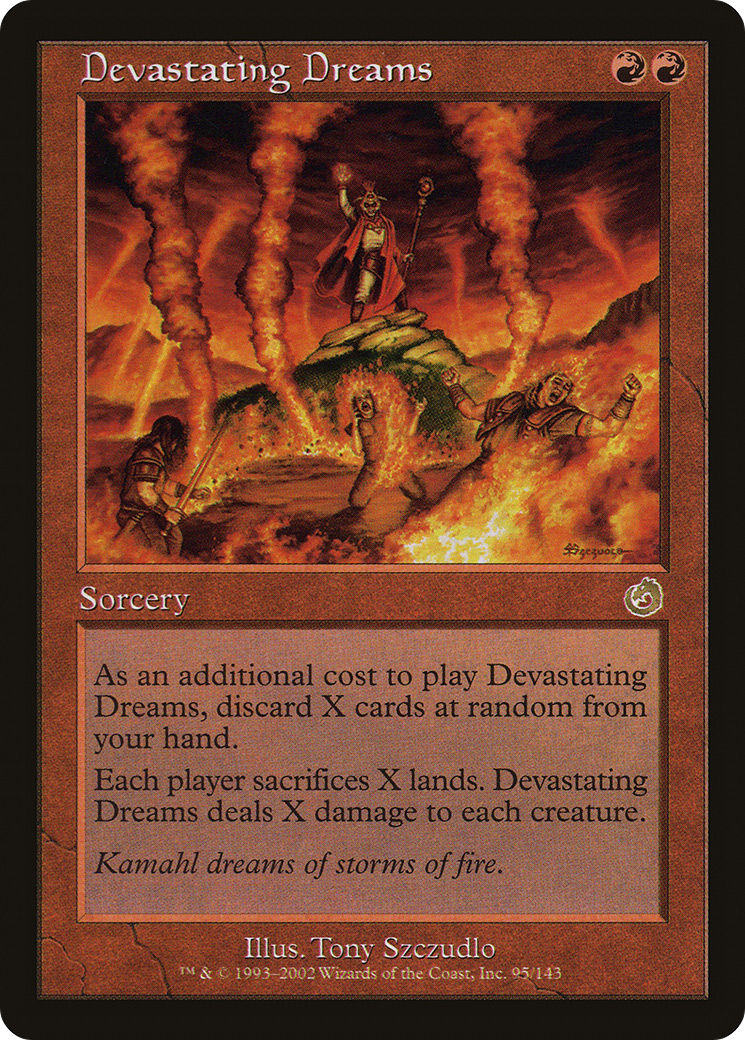 Devastating Dreams
Szczudlo
Sorcery
As an additional cost to play Devastating
Dreams, discard X cards at random from
your hand.
Each player sacrifices X lands. Devastating
Dreams deals X damage to each creature.
Kamahl dreams of storms of fire.
Illus. Tony Szczudlo
™ & © 1993–2002 Wizards of the Coast, Inc. 95/143